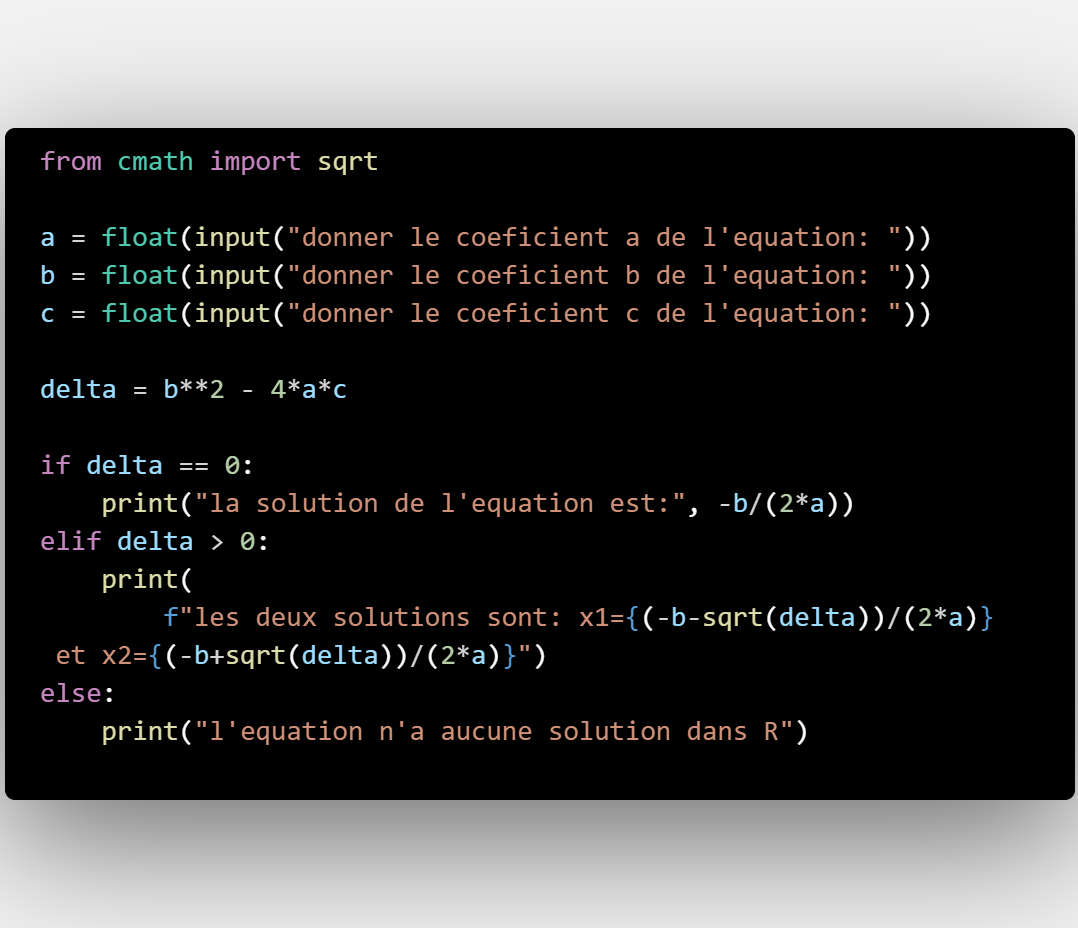 from cmath import sqrt
a = float(input("donner le coeficient a de l'equation: "))
b = float(input("donner le coeficient b de l'equation: "))
c = float(input("donner le coeficient c de l'equation: "))
delta = b**2 - 4*a*c
if delta == 0:
    print("la solution de l'equation est:", -b/(2*a))
elif delta > 0:
    print(
        f"les deux solutions sont: x1={(-b-sqrt(delta))/(2*a)}
 et x2={(-b+sqrt(delta))/(2*a)}")
else:
    print("l'equation n'a aucune solution dans R")